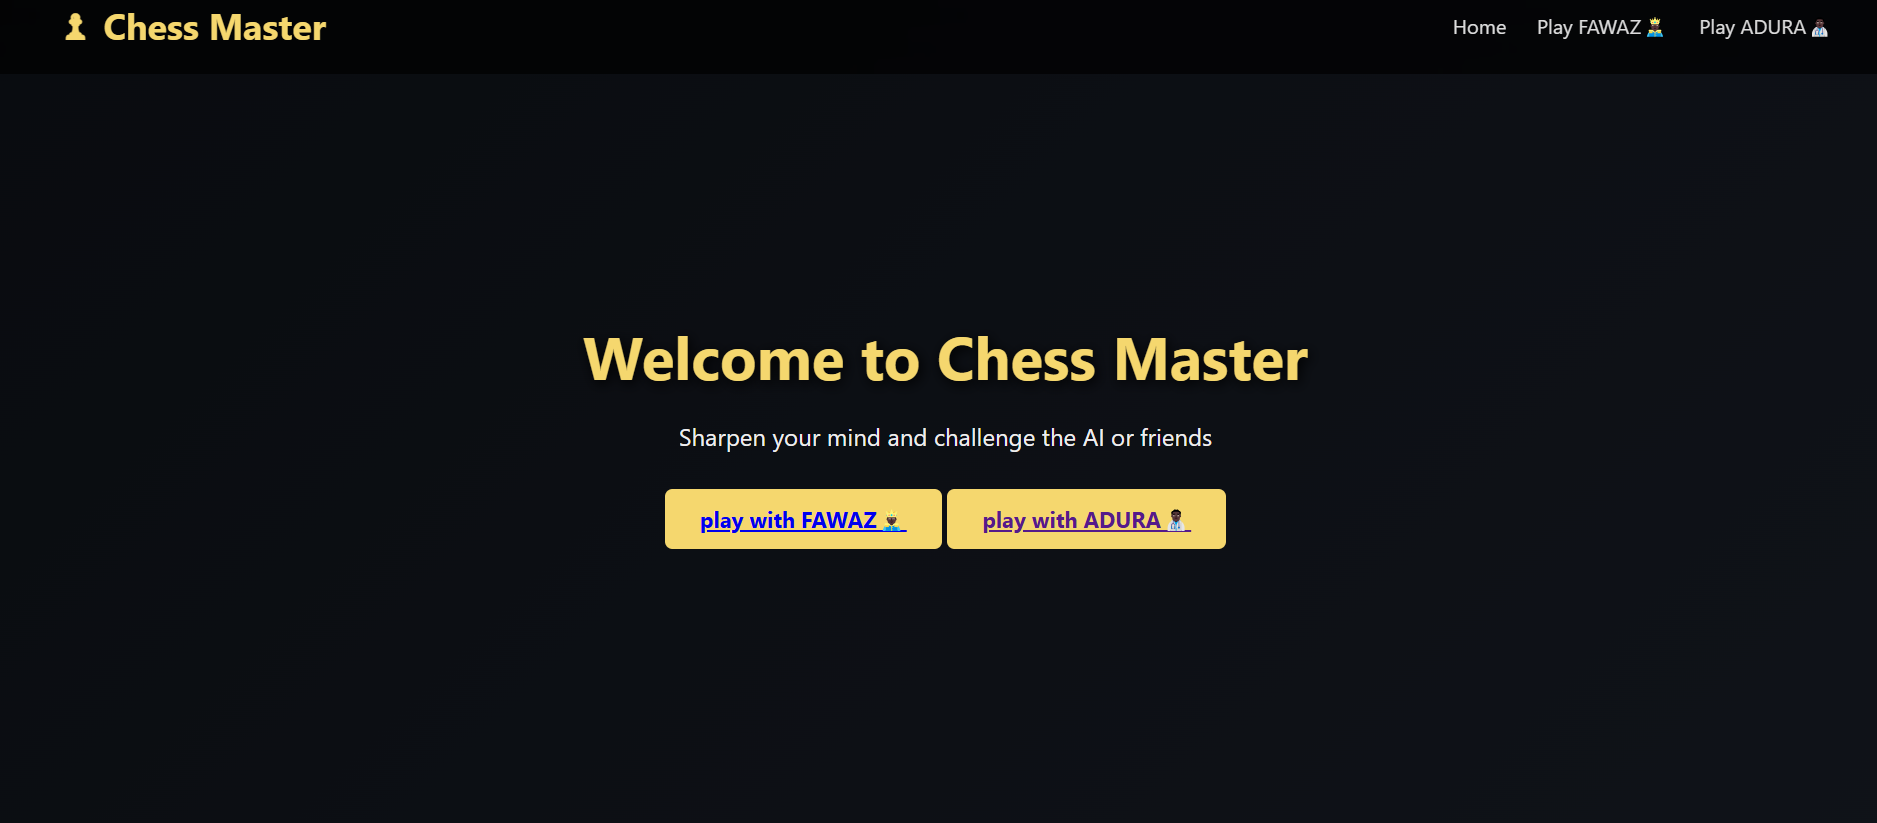 ♟ Chess Master
Home Play FAWAZ🤴🏿 Play ADURA👨🏿‍⚕️
Welcome to Chess Master
Sharpen your mind and challenge the AI or friends
play with FAWAZ🤴🏿 play with ADURA👨🏿‍⚕️